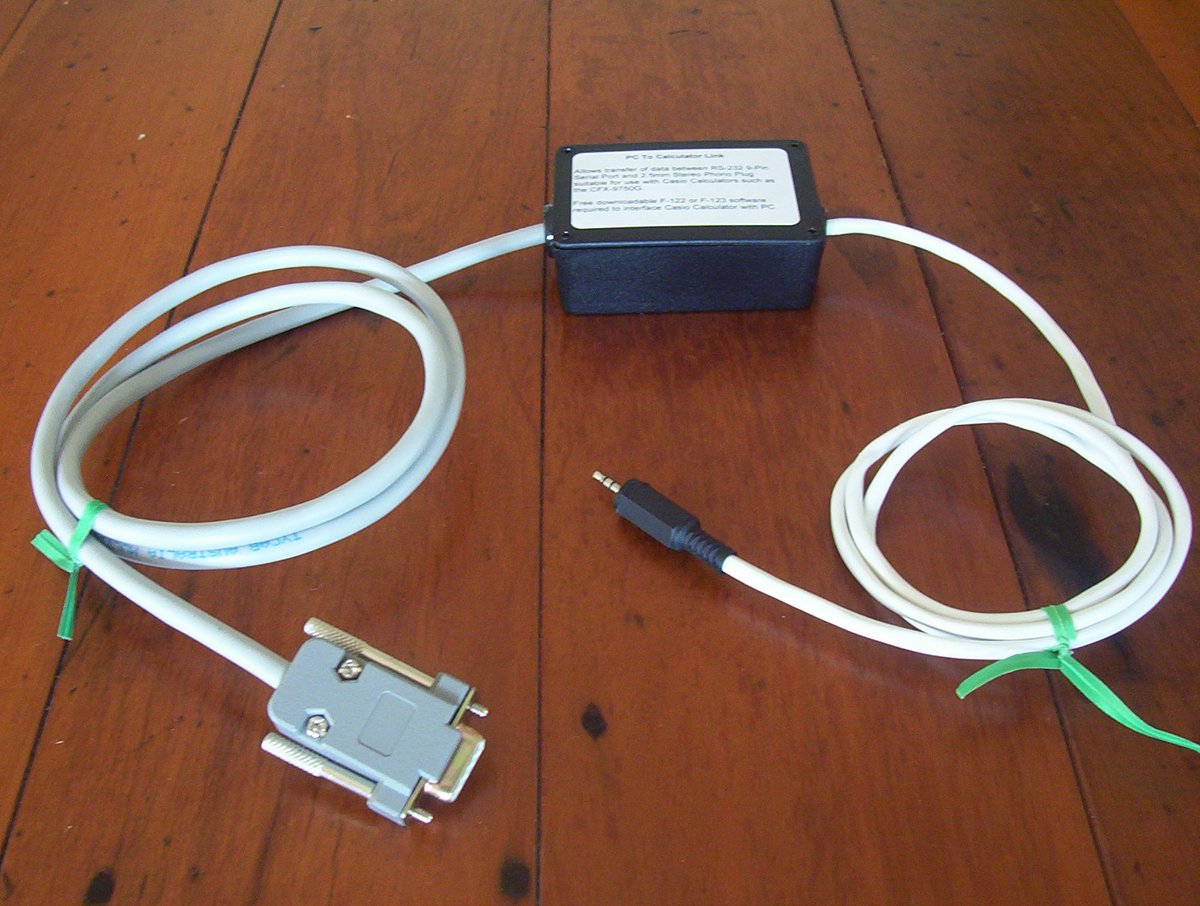 PC To Calculator Link
Allows transfer of data between RS-232 9-Pin
Serial Port and 2.5mm Stereo Phono Plug
suitable for use with Casio Calculators such as
the CFX-9750G.
Free downloadable F-122 or F-123 software
required to interface Casio Calculator with PC.
TYCAB AUSTRALIA